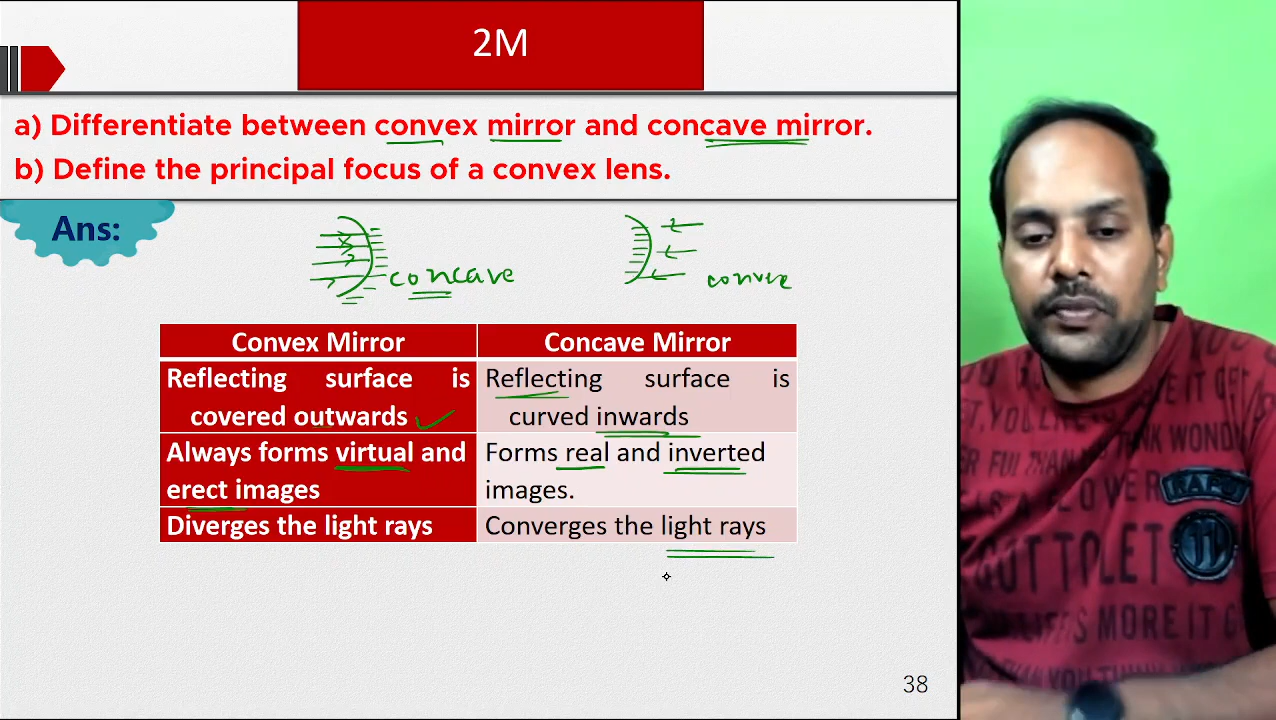 2M
a) Differentiate between convex mirror and concave mirror.
b) Define the principal focus of a convex lens.
Ans:
concave
convex
Convex Mirror
Concave Mirror
Reflecting surface is
covered outwards
Reflecting surface is
curved inwards
Always forms virtual and
erect images
Forms real and inverted
images.
Diverges the light rays
Converges the light rays
38